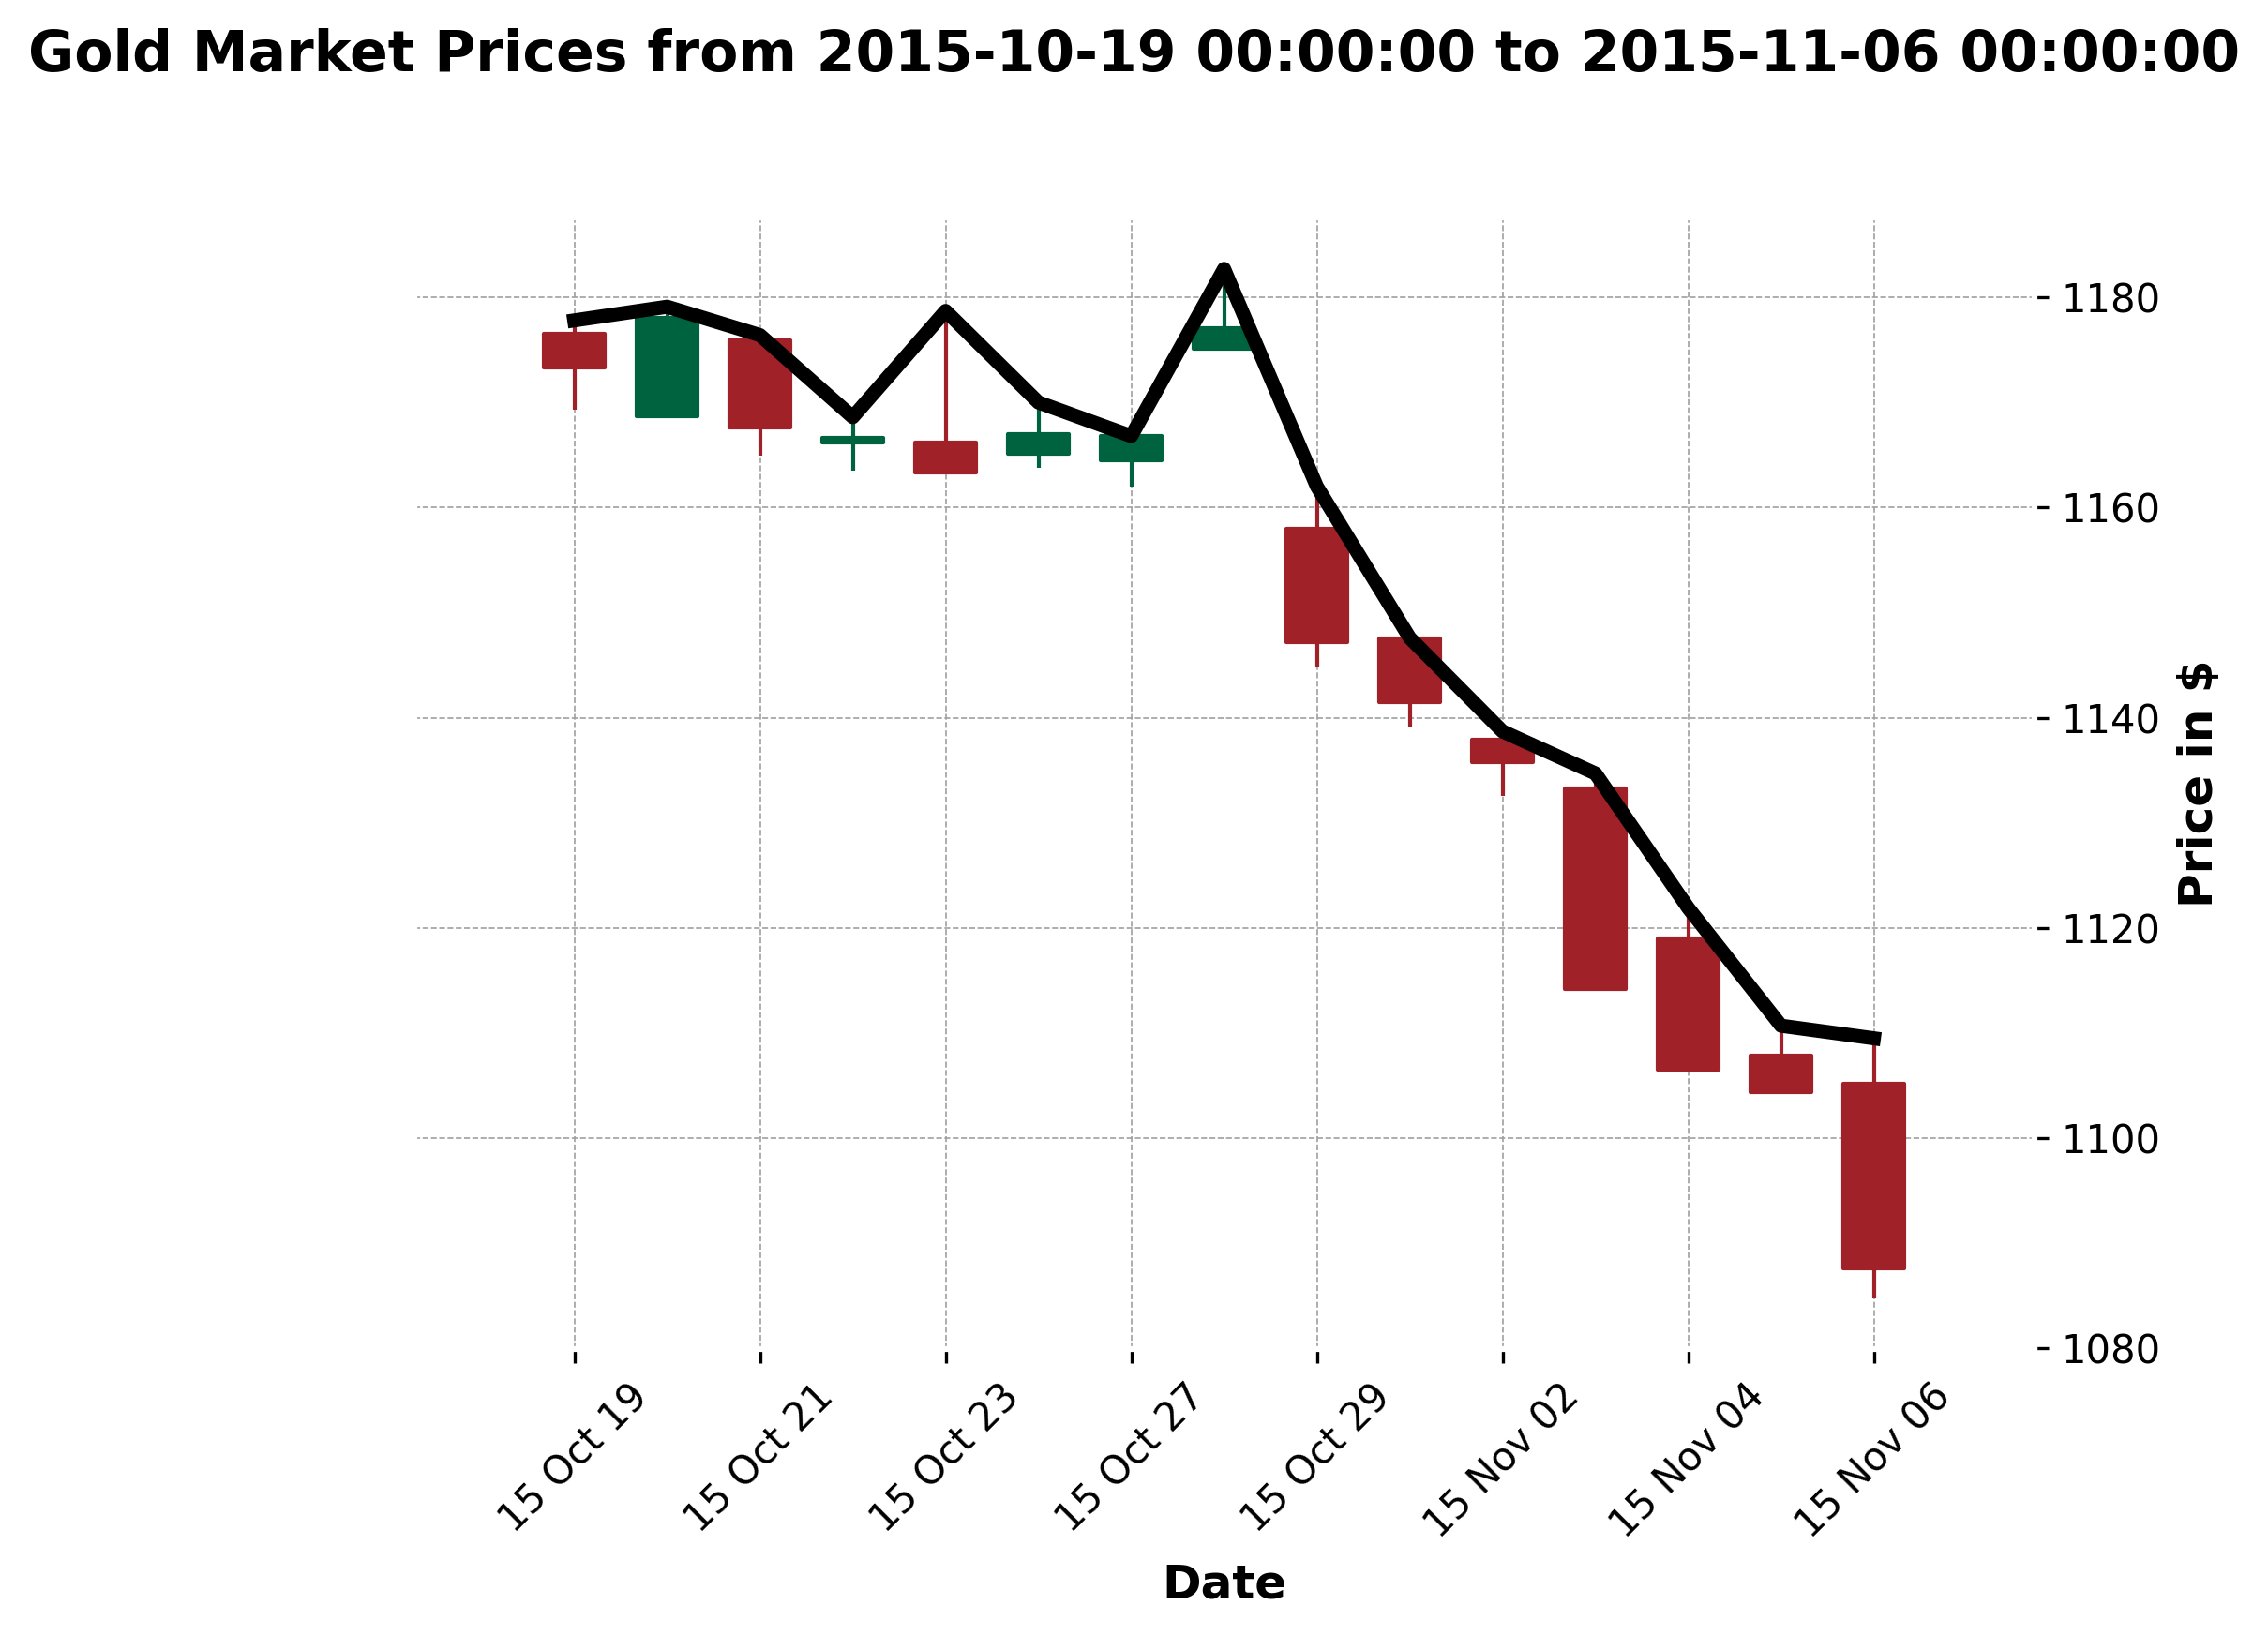 Gold Market Prices from 2015-10-19 00:00:00 to 2015-11-06 00:00:00
1180
1160
1140
1120
1100
1080
Price in $
15 Oct 19
15 Oct 21
15 Oct 23
15 Oct 27
15 Oct 29
15 Nov 02
15 Nov 04
15 Nov 06
Date